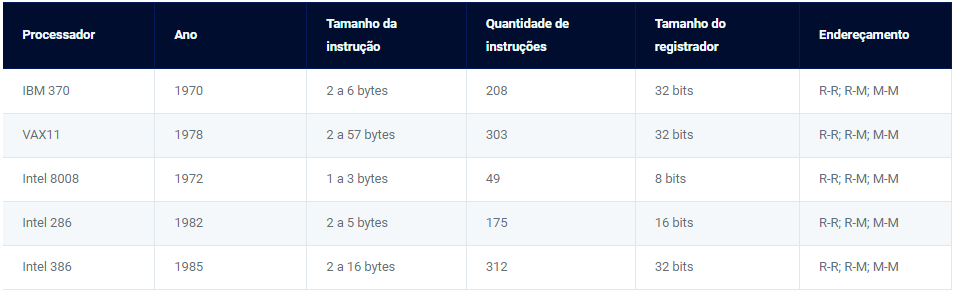 Processador Ano Tamanho da instrução Quantidade de instruções Tamanho do registrador Endereçamento
IBM 370 1970 2 a 6 bytes 208 32 bits R-R; R-M; M-M
VAX11 1978 2 a 57 bytes 303 32 bits R-R; R-M; M-M
Intel 8008 1972 1 a 3 bytes 49 8 bits R-R; R-M; M-M
Intel 286 1982 2 a 5 bytes 175 16 bits R-R; R-M; M-M
Intel 386 1985 2 a 16 bytes 312 32 bits R-R; R-M; M-M